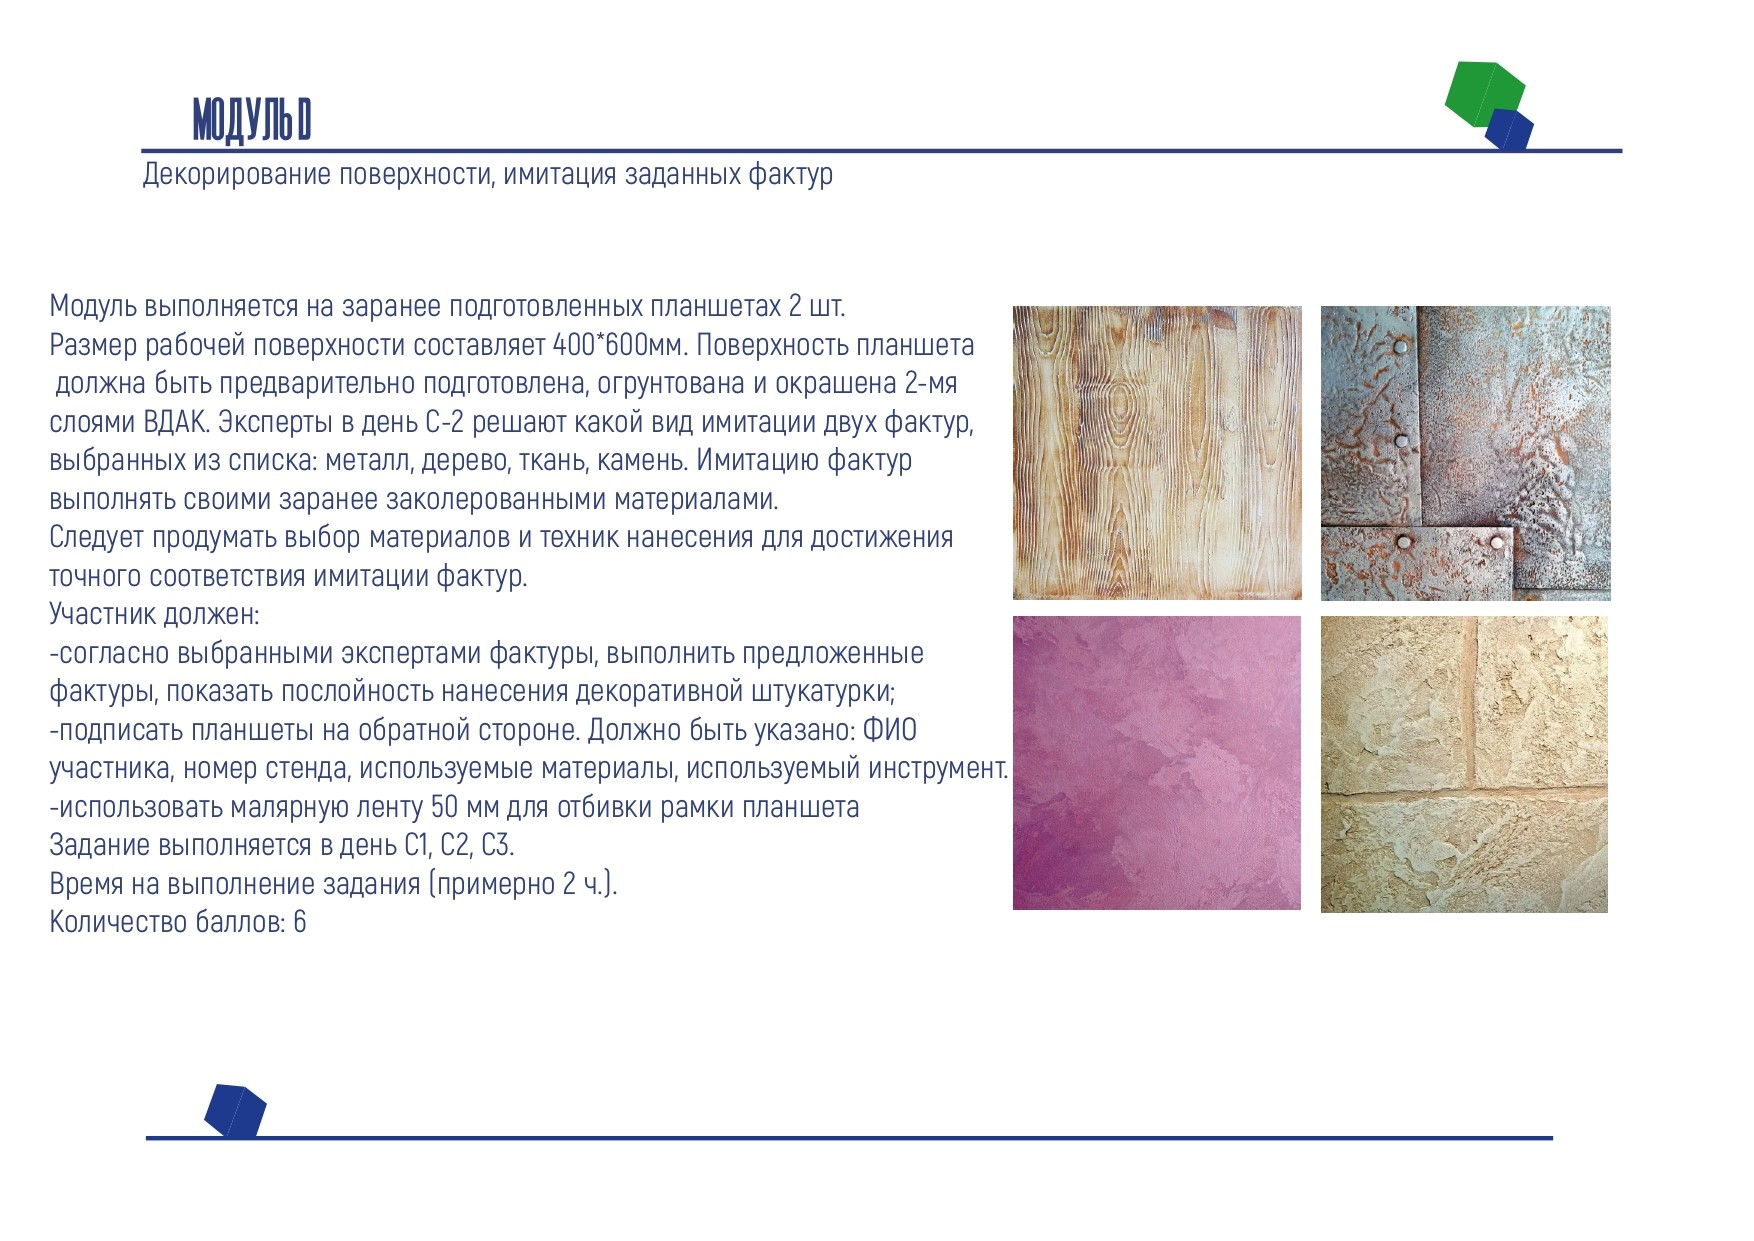 МОДУЛЬ D
Декорирование поверхности, имитация заданных фактур
Модуль выполняется на заранее подготовленных планшетах 2 шт.
Размер рабочей поверхности составляет 400*600мм. Поверхность планшета
должна быть предварительно подготовлена, огрунтована и окрашена 2-мя
слоями ВДАК. Эксперты в день С-2 решают какой вид имитации двух фактур,
выбранных из списка: металл, дерево, ткань, камень. Имитацию фактур
выполнять своими заранее заколерованными материалами.
Следует продумать выбор материалов и техник нанесения для достижения
точного соответствия имитации фактур.
Участник должен:
-согласно выбранными экспертами фактуры, выполнить предложенные
фактуры, показать послойность нанесения декоративной штукатурки;
-подписать планшеты на обратной стороне. Должно быть указано: ФИО
участника, номер стенда, используемые материалы, используемый инструмент.
-использовать малярную ленту 50 мм для отбивки рамки планшета
Задание выполняется в день С1, С2, С3.
Время на выполнение задания (примерно 2 ч.).
Количество баллов: 6